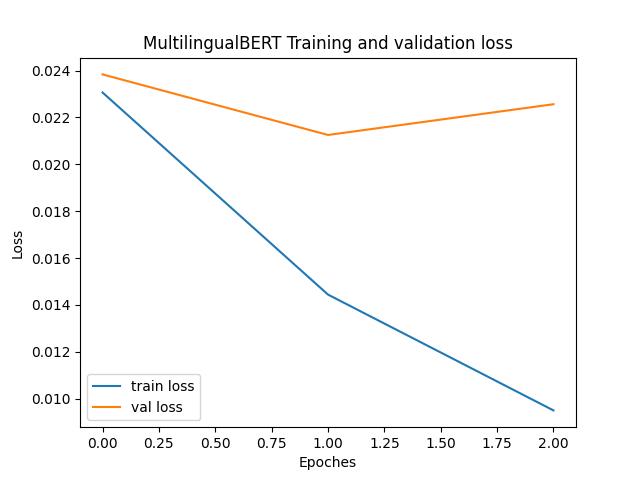 MultilingualBERT Training and validation loss
0.024
0.022
0.020
0.018
0.016
0.014
0.012
0.010
Loss
train loss
val loss
0.00 0.25 0.50 0.75 1.00 1.25 1.50 1.75 2.00
Epoches